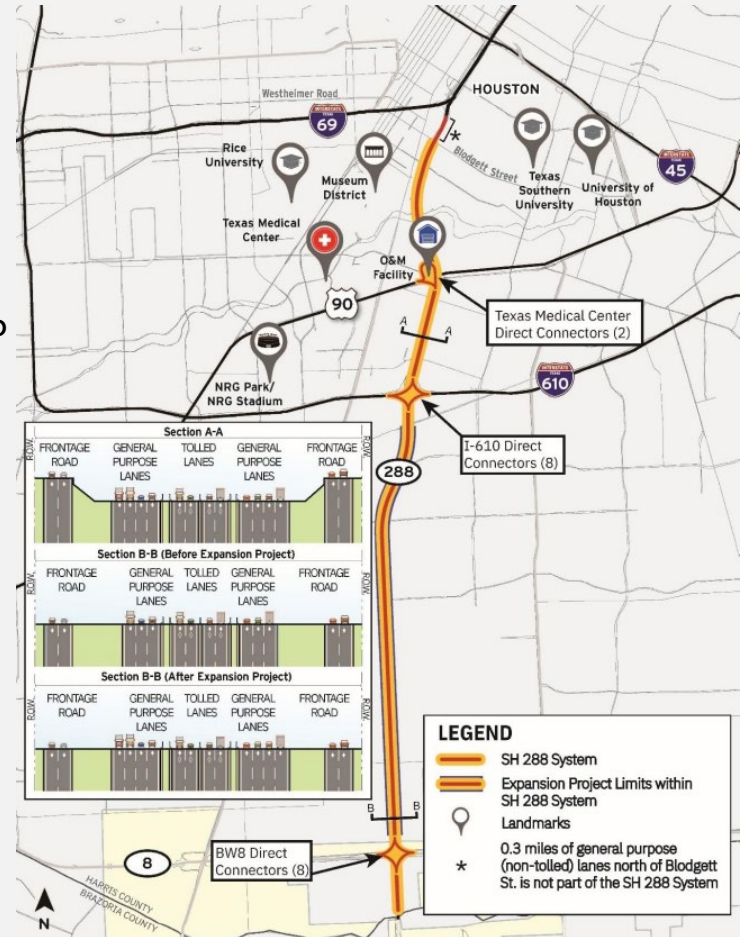 HOUSTON
Westheimer Road
INTERSTATE
TEXAS
69
*
Rice
University
Museum
District
Blodgett Street
Texas
Southern
University
University of
Houston
INTERSTATE
TEXAS
45
Texas Medical
Center
O&M
Facility
90
A
A
Texas Medical Center
Direct Connectors (2)
NRG Park/
NRG Stadium
INTERSTATE
TEXAS
610
I-610 Direct
Connectors (8)
288
Section A-A
R.O.W.
FRONTAGE
ROAD
GENERAL
PURPOSE
LANES
TOLLED
LANES
GENERAL
PURPOSE
LANES
FRONTAGE
ROAD
R.O.W.
Section B-B (Before Expansion Project)
R.O.W.
FRONTAGE
ROAD
GENERAL
PURPOSE
LANES
TOLLED
LANES
GENERAL
PURPOSE
LANES
FRONTAGE
ROAD
R.O.W.
Section B-B (After Expansion Project)
R.O.W.
FRONTAGE
ROAD
GENERAL
PURPOSE
LANES
TOLLED
LANES
GENERAL
PURPOSE
LANES
FRONTAGE
ROAD
R.O.W.
B
B
8
BW8 Direct
Connectors (8)
HARRIS COUNTY
BRAZORIA COUNTY
N
LEGEND
SH 288 System
Expansion Project Limits within
SH 288 System
Landmarks
* 0.3 miles of general purpose
(non-tolled) lanes north of Blodgett
St. is not part of the SH 288 System